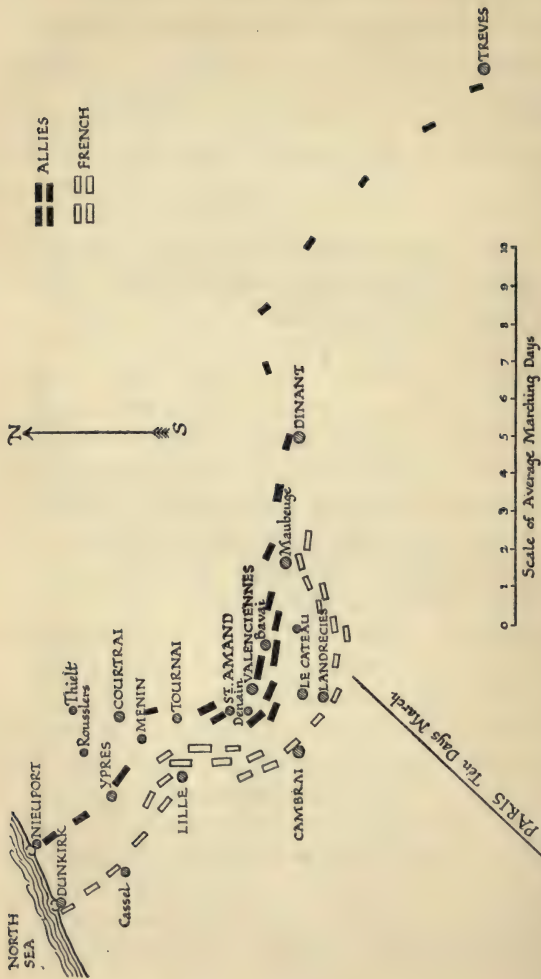 NORTH
SEA
NIEUPORT
DUNKIRK
Cassel
YPRES
Thielt
Rousslers
COURTRAI
MENIN
TOURNAI
LILLE
ST. AMAND
Denain
VALENCIENNES
Bavai
CAMBRAI
LE CATEAU
LANDRECIES
Maubeuge
DINANT
TREVES
N
S
ALLIES
FRENCH
PARIS Ten Days March
0 1 2 3 4 5 6 7 8 9 10
Scale of Average Marching Days